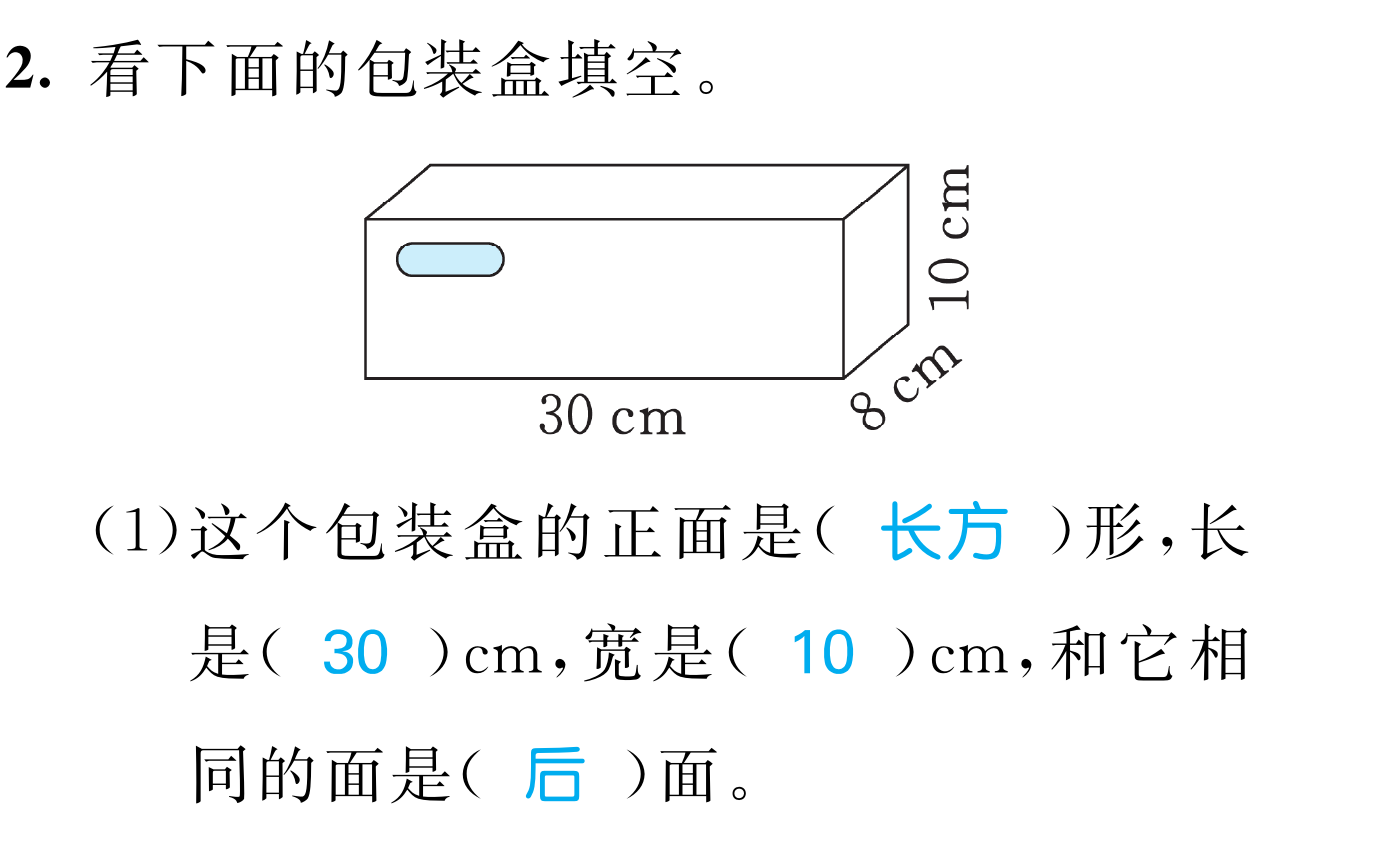 2. 看下面的包装盒填空。
10 cm
8 cm
30 cm
(1)这个包装盒的正面是( 长方 )形,长
是( 30 )cm,宽是( 10 )cm,和它相
同的面是( 后 )面。